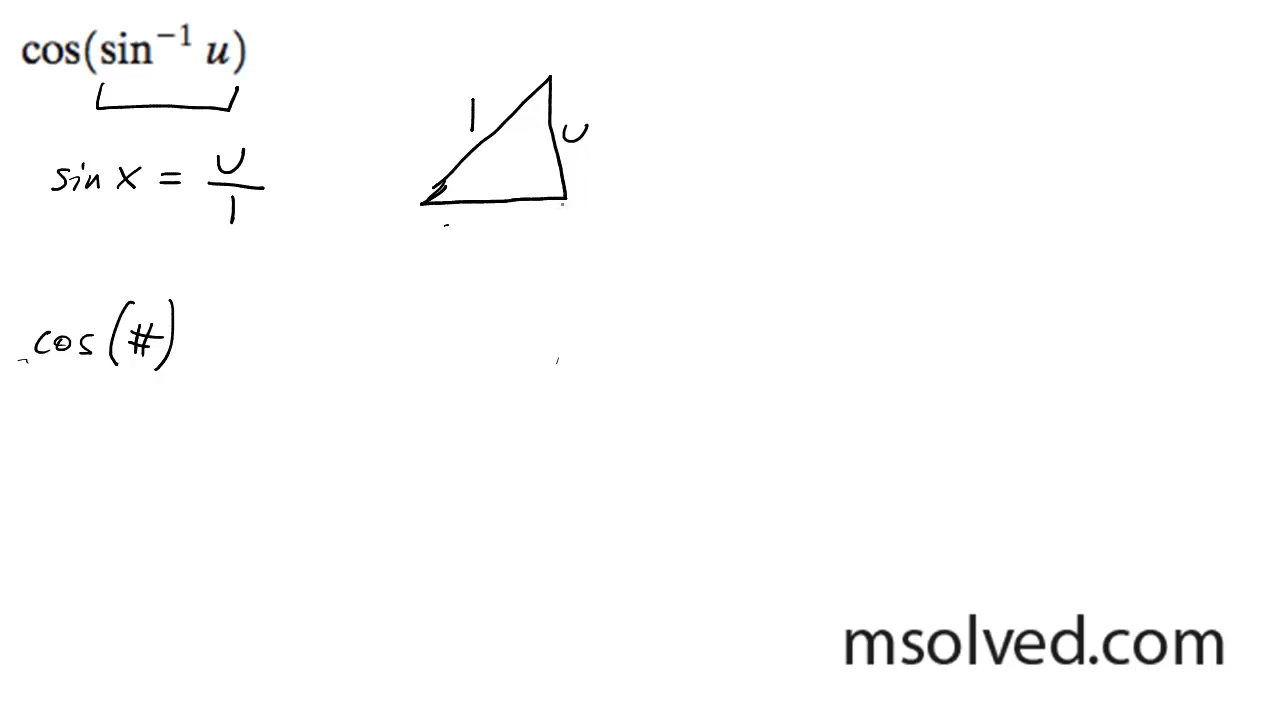 cos(sin⁻¹ u)
sin x = u/1
1
u
cos(#)
msolved.com